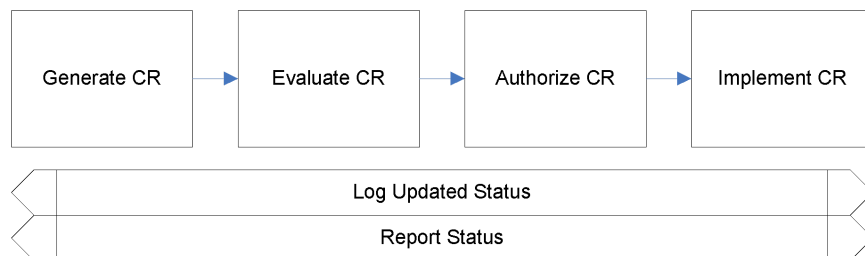 Generate CR
Evaluate CR
Authorize CR
Implement CR
Log Updated Status
Report Status